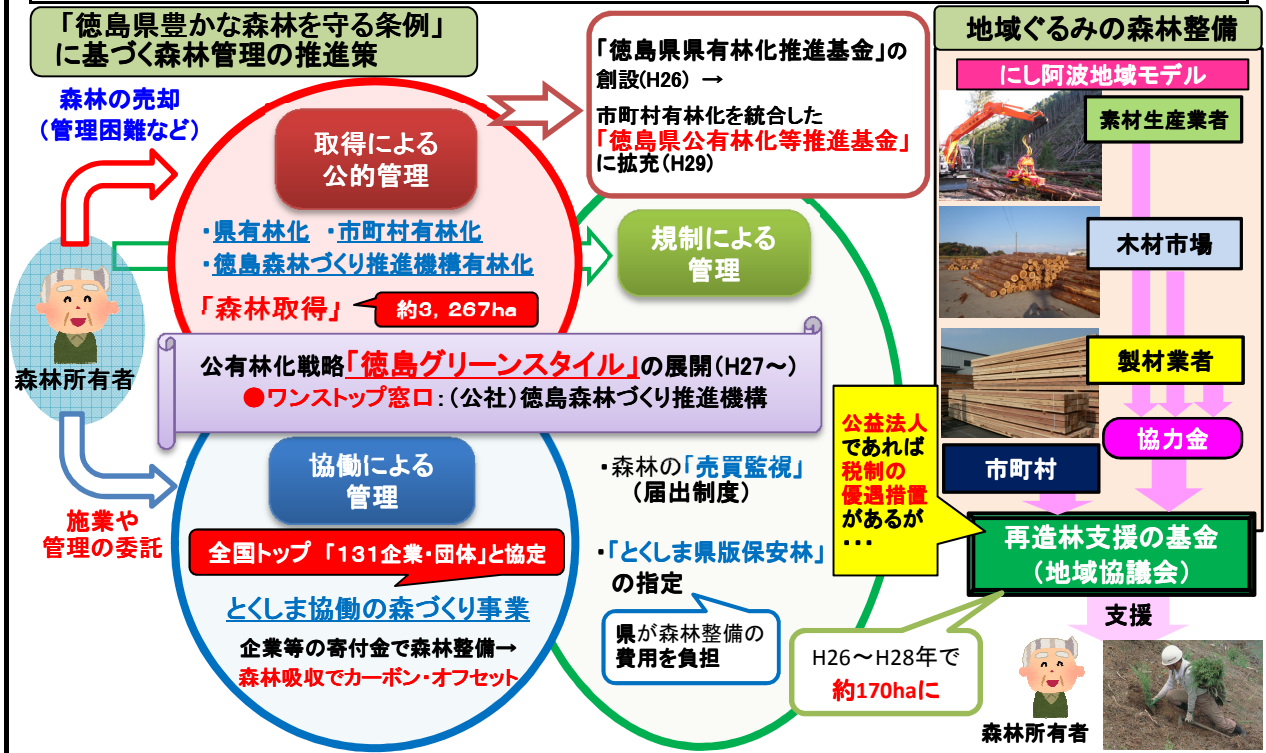 「徳島県豊かな森林を守る条例」
に基づく森林管理の推進策
森林の売却
(管理困難など)
森林所有者
施業や
管理の委託
取得による
公的管理
・県有林化 ・市町村有林化
・徳島森林づくり推進機構有林化
「森林取得」
約3,267ha
「徳島県県有林化推進基金」の
創設(H26) →
市町村有林化を統合した
「徳島県公有林化等推進基金」
に拡充(H29)
規制による
管理
公有林化戦略「徳島グリーンスタイル」の展開(H27～)
●ワンストップ窓口:(公社)徳島森林づくり推進機構
協働による
管理
全国トップ 「131企業・団体」と協定
とくしま協働の森づくり事業
企業等の寄付金で森林整備→
森林吸収でカーボン・オフセット
・森林の「売買監視」
(届出制度)
・「とくしま県版保安林」
の指定
県が森林整備の
費用を負担
公益法人
であれば
税制の
優遇措置
があるが
・・・
地域ぐるみの森林整備
にし阿波地域モデル
素材生産業者
木材市場
製材業者
協力金
市町村
再造林支援の基金
(地域協議会)
支援
H26～H28年で
約170haに
森林所有者